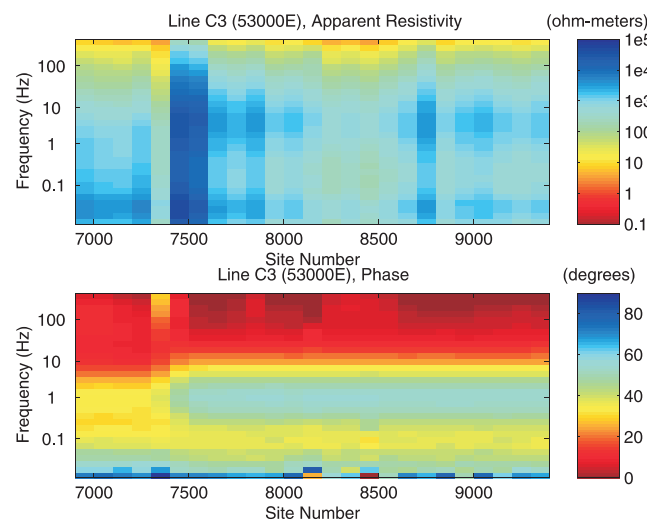 Line C3 (53000E), Apparent Resistivity
(ohm-meters)
Frequency (Hz)
100
10
1
0.1
7000 7500 8000 8500 9000
Site Number
1e5
1e4
1e3
100
10
1
0.1
Line C3 (53000E), Phase
(degrees)
Frequency (Hz)
100
10
1
0.1
7000 7500 8000 8500 9000
Site Number
80
60
40
20
0